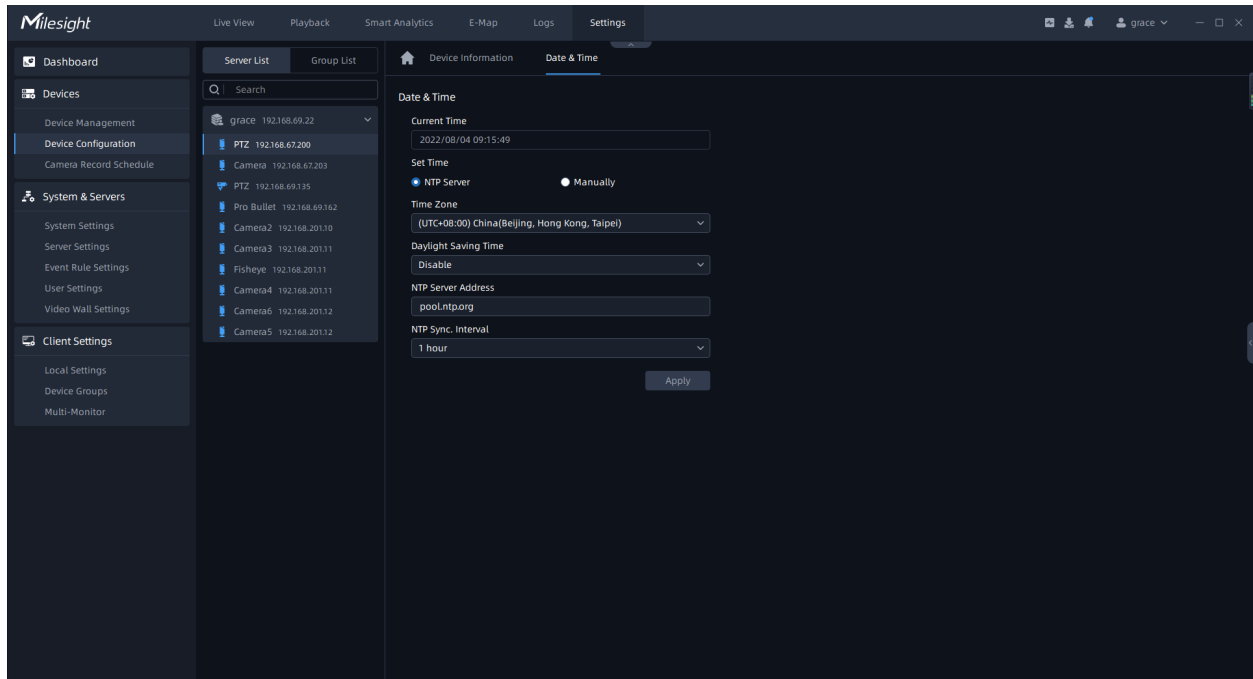 Milesight
Live View Playback Smart Analytics E-Map Logs Settings
grace
Dashboard
Devices
Device Management
Device Configuration
Camera Record Schedule
System & Servers
System Settings
Server Settings
Event Rule Settings
User Settings
Video Wall Settings
Client Settings
Local Settings
Device Groups
Multi-Monitor
Server List Group List
Search
grace 192.168.69.22
PTZ 192.168.67.200
Camera 192.168.67.203
PTZ 192.168.69.135
Pro Bullet 192.168.69.162
Camera2 192.168.201.10
Camera3 192.168.201.11
Fisheye 192.168.201.11
Camera4 192.168.201.11
Camera6 192.168.201.12
Camera5 192.168.201.12
Device Information Date & Time
Date & Time
Current Time
2022/08/04 09:15:49
Set Time
NTP Server Manually
Time Zone
(UTC+08:00) China(Beijing, Hong Kong, Taipei)
Daylight Saving Time
Disable
NTP Server Address
pool.ntp.org
NTP Sync. Interval
1 hour
Apply